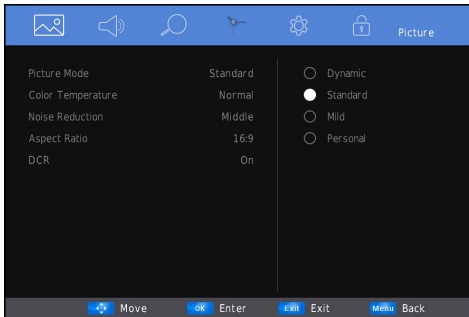 Picture
Picture Mode Standard
Color Temperature Normal
Noise Reduction Middle
Aspect Ratio 16:9
DCR On
Dynamic
Standard
Mild
Personal
Move OK Enter Exit Exit Menu Back